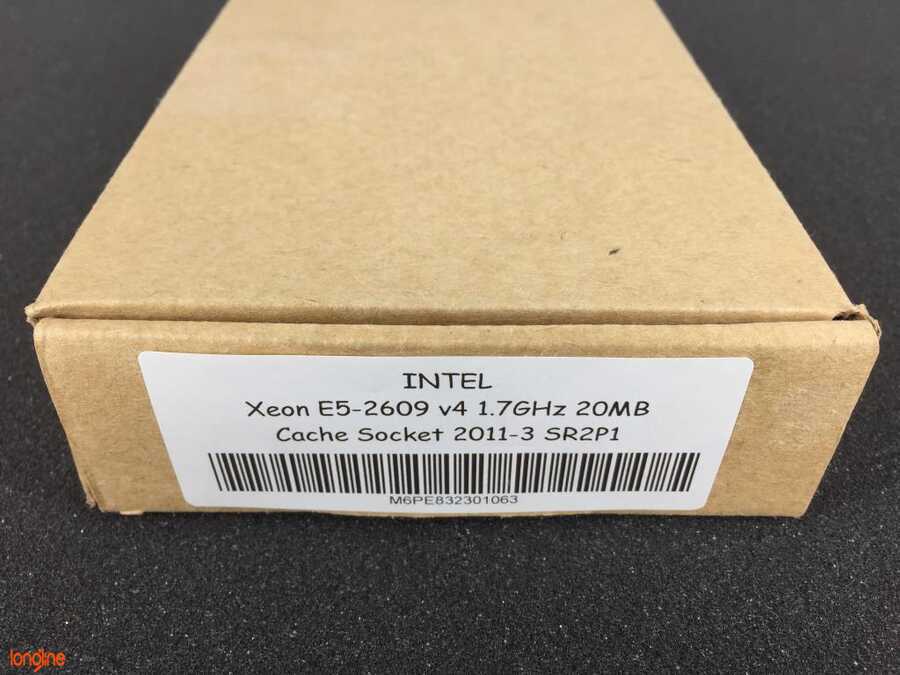 INTEL
Xeon E5-2609 v4 1.7GHz 20MB
Cache Socket 2011-3 SR2P1
M6PE832301063
longline